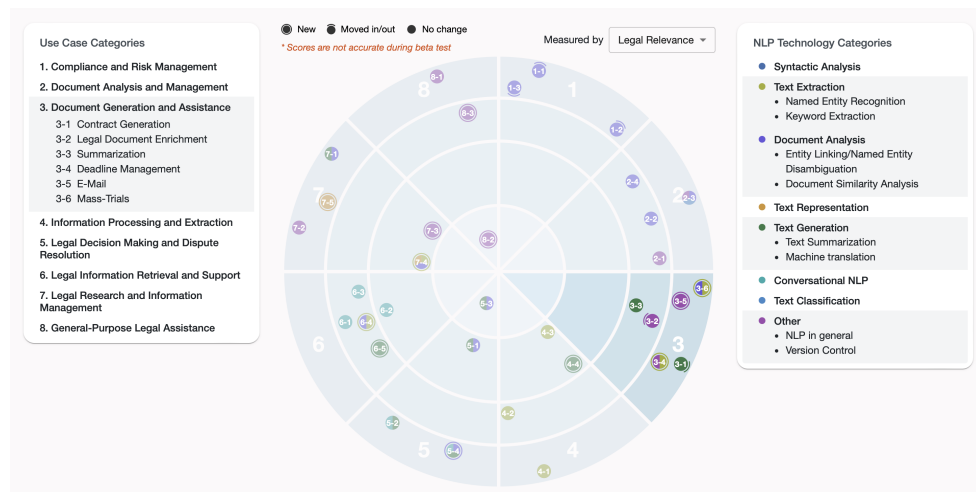 Use Case Categories
1. Compliance and Risk Management
2. Document Analysis and Management
3. Document Generation and Assistance
3-1 Contract Generation
3-2 Legal Document Enrichment
3-3 Summarization
3-4 Deadline Management
3-5 E-Mail
3-6 Mass-Trials
4. Information Processing and Extraction
5. Legal Decision Making and Dispute
Resolution
6. Legal Information Retrieval and Support
7. Legal Research and Information
Management
8. General-Purpose Legal Assistance
New Moved in/out No change
* Scores are not accurate during beta test
Measured by Legal Relevance
8-1
8
8-3
1-1
1-3
1
1-2
7-1
7
7-5
7-2
7-3
7-4
8-2
2-4
2
2-3
2-2
2-1
6-3
6-2
6-1
6-4
6-5
6
5-3
5-1
5-2
5
5-4
4-3
4-4
4-2
4
4-1
3-6
3-5
3-3
3-2
3
3-4
3-1
NLP Technology Categories
Syntactic Analysis
Text Extraction
• Named Entity Recognition
• Keyword Extraction
Document Analysis
• Entity Linking/Named Entity
Disambiguation
• Document Similarity Analysis
Text Representation
Text Generation
• Text Summarization
• Machine translation
Conversational NLP
Text Classification
Other
• NLP in general
• Version Control